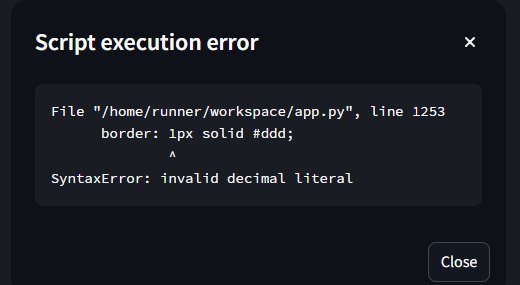 Script execution error
×
File "/home/runner/workspace/app.py", line 1253
border: 1px solid #ddd;
^
SyntaxError: invalid decimal literal
Close